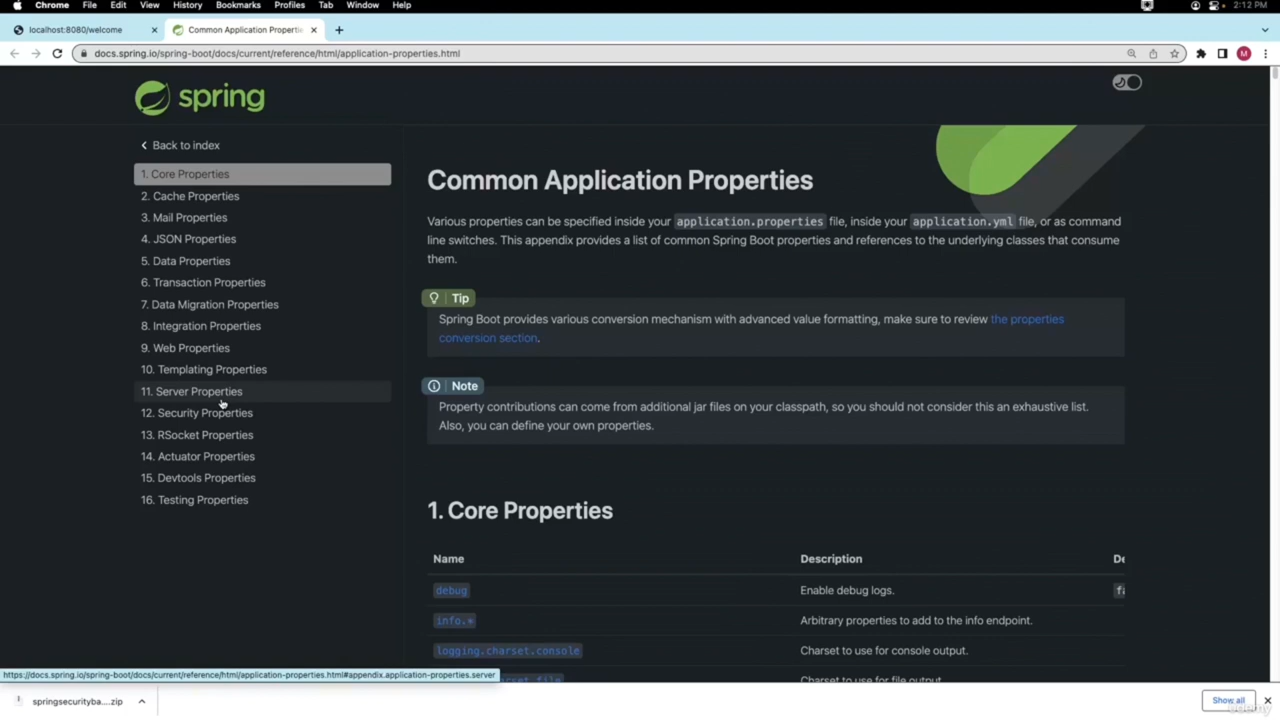 Chrome File Edit View History Bookmarks Profiles Tab Window Help 2:12 PM
localhost:8080/welcome
Common Application Properti
docs.spring.io/spring-boot/docs/current/reference/html/application-properties.html
M
spring
Back to index
1. Core Properties
2. Cache Properties
3. Mail Properties
4. JSON Properties
5. Data Properties
6. Transaction Properties
7. Data Migration Properties
8. Integration Properties
9. Web Properties
10. Templating Properties
11. Server Properties
12. Security Properties
13. RSocket Properties
14. Actuator Properties
15. Devtools Properties
16. Testing Properties
Common Application Properties
Various properties can be specified inside your application.properties file, inside your application.yml file, or as command
line switches. This appendix provides a list of common Spring Boot properties and references to the underlying classes that consume
them.
Tip
Spring Boot provides various conversion mechanism with advanced value formatting, make sure to review the properties
conversion section.
Note
Property contributions can come from additional jar files on your classpath, so you should not consider this an exhaustive list.
Also, you can define your own properties.
1. Core Properties
Name Description De
debug Enable debug logs. fa
info.* Arbitrary properties to add to the info endpoint.
logging.charset.console Charset to use for console output.
Charset to use for file output.
https://docs.spring.io/spring-boot/docs/current/reference/html/application-properties.html#appendix.application-properties.server
springsecurityba....zip
Show all
udemy